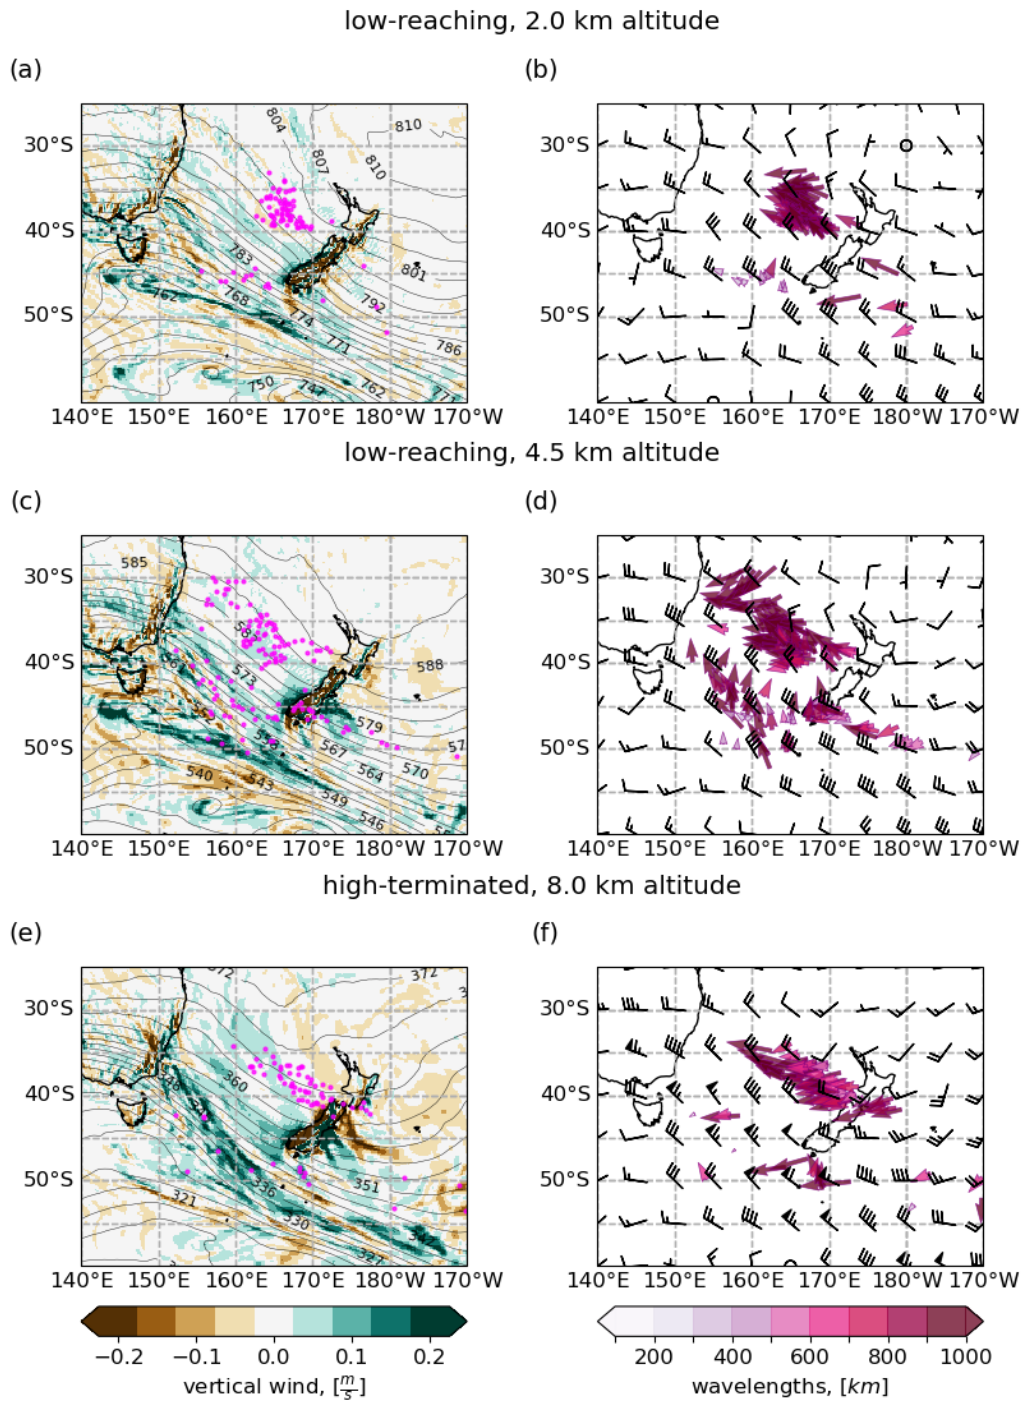 low-reaching, 2.0 km altitude
(a)
(b)
30°S
40°S
50°S
804
810
807
810
783
801
762
768
792
774
771
786
750
747
762
771
140°E 150°E 160°E 170°E 180°W 170°W
30°S
40°S
50°S
140°E 150°E 160°E 170°E 180°W 170°W
low-reaching, 4.5 km altitude
(c)
(d)
30°S
40°S
50°S
585
588
573
579
567
570
564
540
543
549
546
140°E 150°E 160°E 170°E 180°W 170°W
30°S
40°S
50°S
140°E 150°E 160°E 170°E 180°W 170°W
high-terminated, 8.0 km altitude
(e)
(f)
30°S
40°S
50°S
372
372
360
351
336
321
330
342
140°E 150°E 160°E 170°E 180°W 170°W
30°S
40°S
50°S
140°E 150°E 160°E 170°E 180°W 170°W
−0.2 −0.1 0.0 0.1 0.2
vertical wind, [m/s]
200 400 600 800 1000
wavelengths, [km]